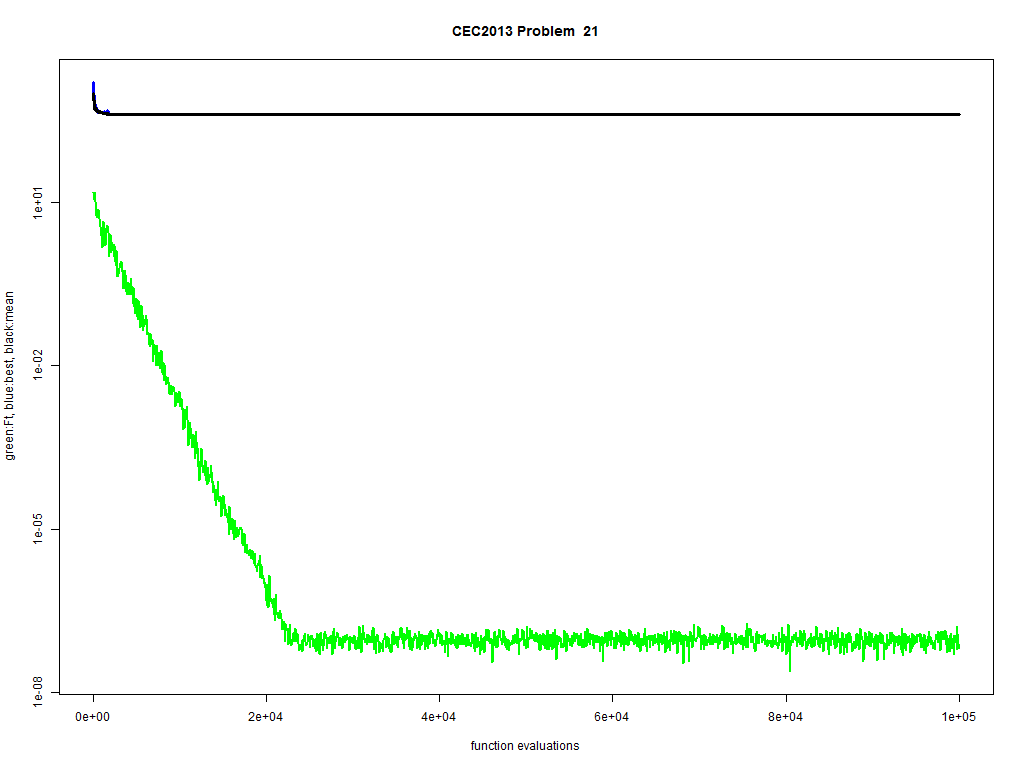 CEC2013 Problem  21
green:Ft, blue:best, black:mean
1e+01
1e-02
1e-05
1e-08
0e+00 2e+04 4e+04 6e+04 8e+04 1e+05
function evaluations